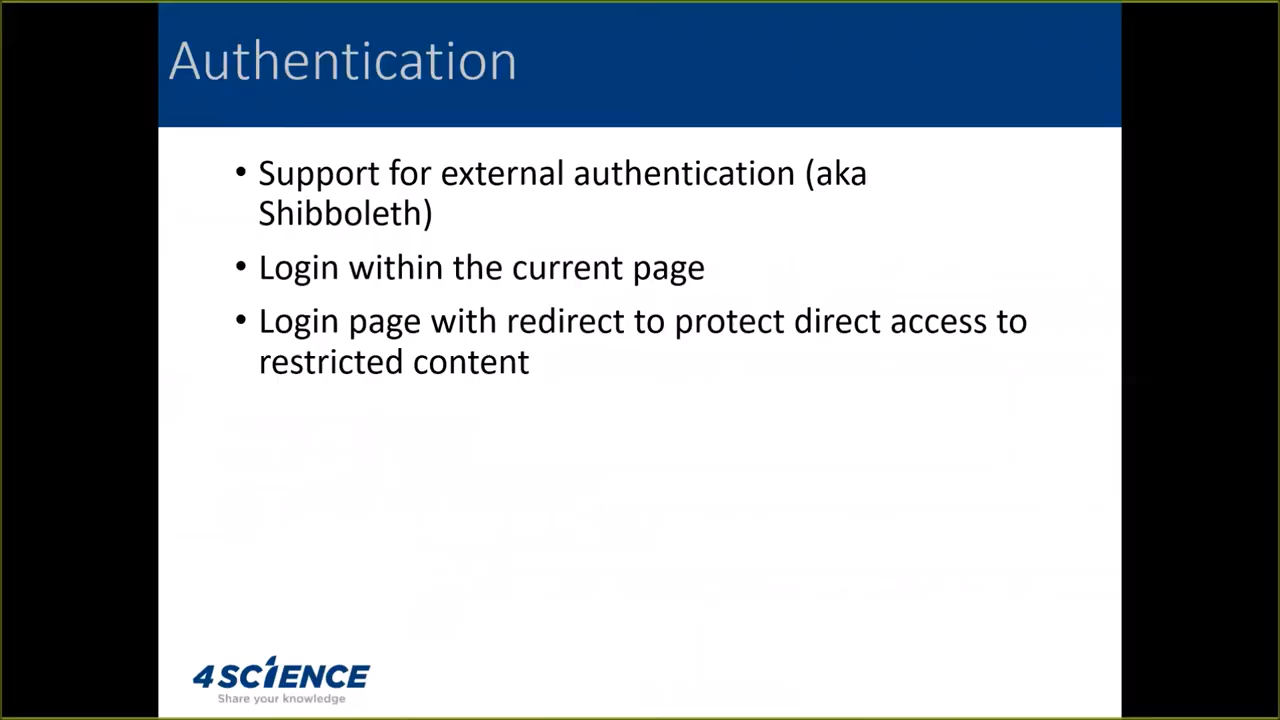 Authentication
• Support for external authentication (aka
Shibboleth)
• Login within the current page
• Login page with redirect to protect direct access to
restricted content
4SCIENCE
Share your knowledge